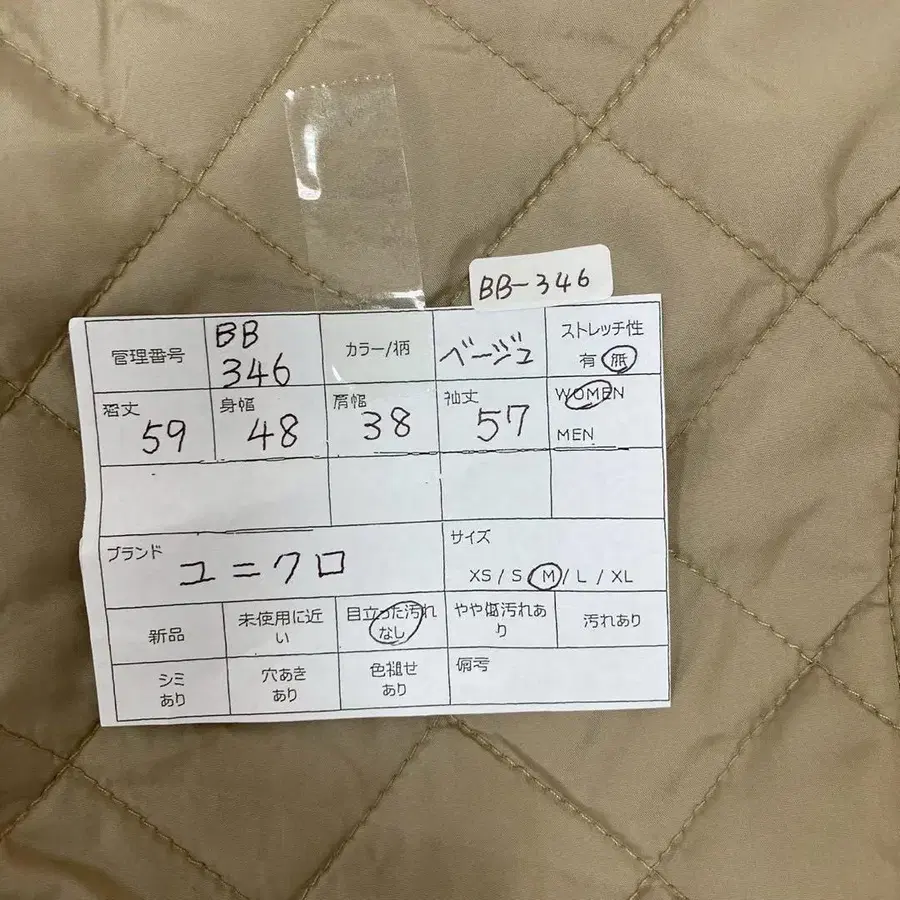 BB-346
管理番号 BB 346 カラー/柄 ベージュ ストレッチ性 有 無
着丈 59 身幅 48 肩幅 38 袖丈 57 WOMEN
MEN
ブランド ユニクロ サイズ
XS / S / M / L / XL
新品 未使用に近い 目立った汚れなし やや傷汚れあり 汚れあり
シミあり 穴あきあり 色褪せあり 備考